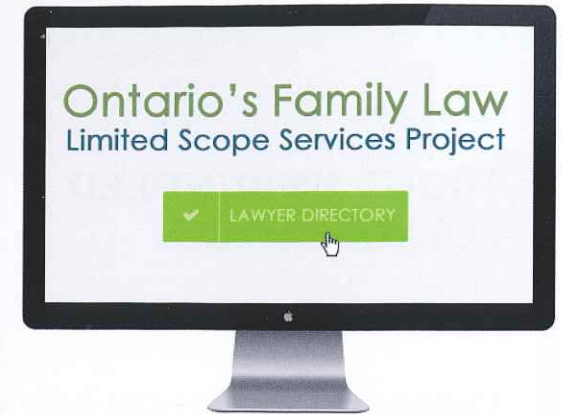 Ontario's Family Law
Limited Scope Services Project
LAWYER DIRECTORY